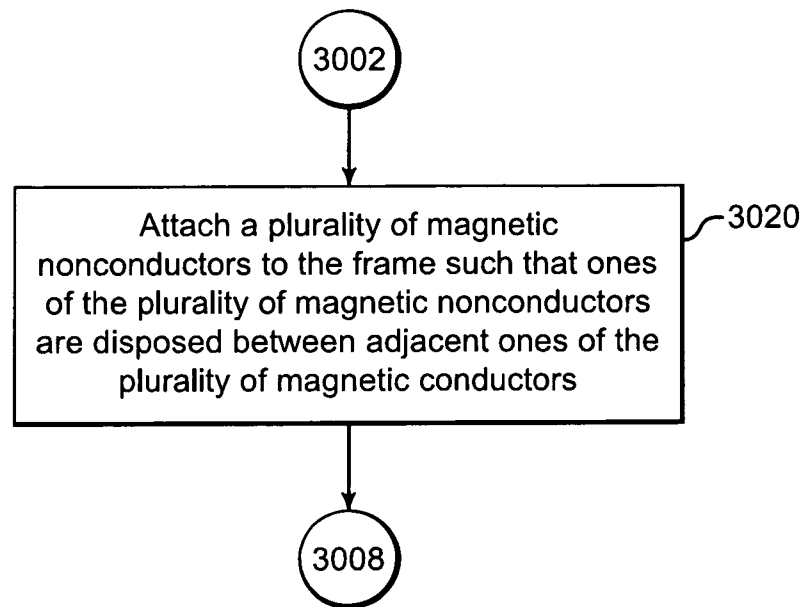 3002
Attach a plurality of magnetic
nonconductors to the frame such that ones
of the plurality of magnetic nonconductors
are disposed between adjacent ones of the
plurality of magnetic conductors
3020
3008